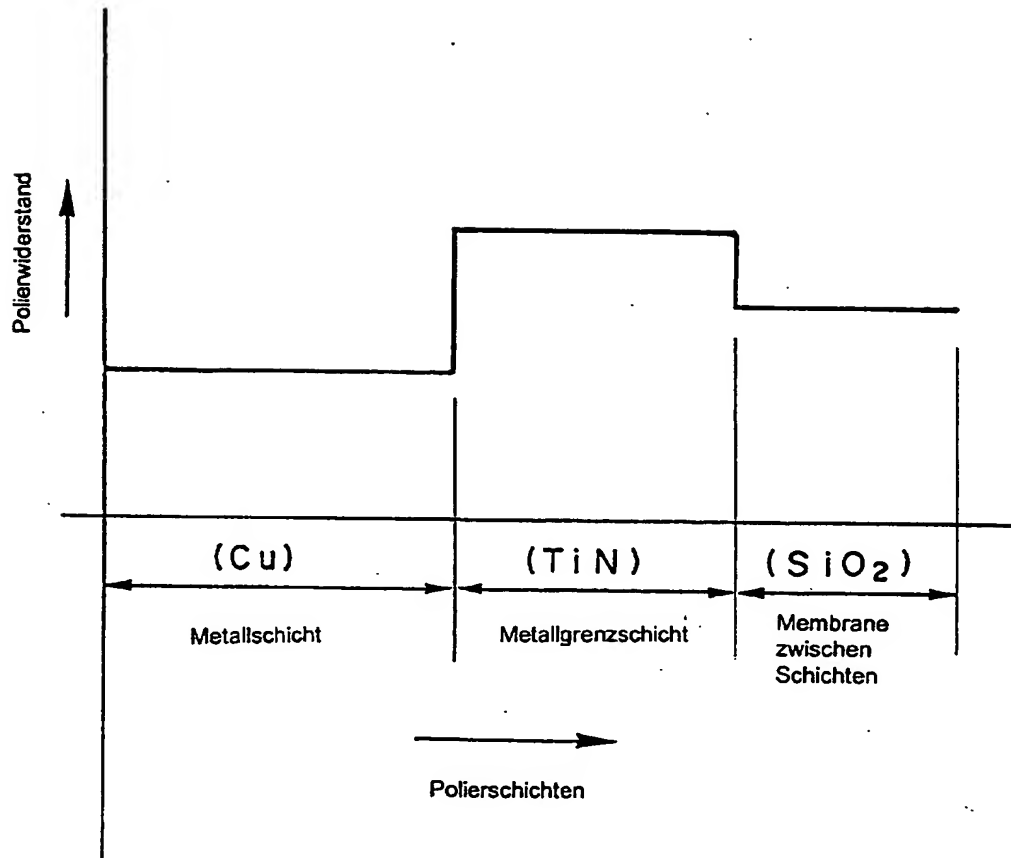 Polierwiderstand
(Cu)
(TiN)
(SiO2)
Metallschicht
Metallgrenzschicht
Membrane
zwischen
Schichten
Polierschichten